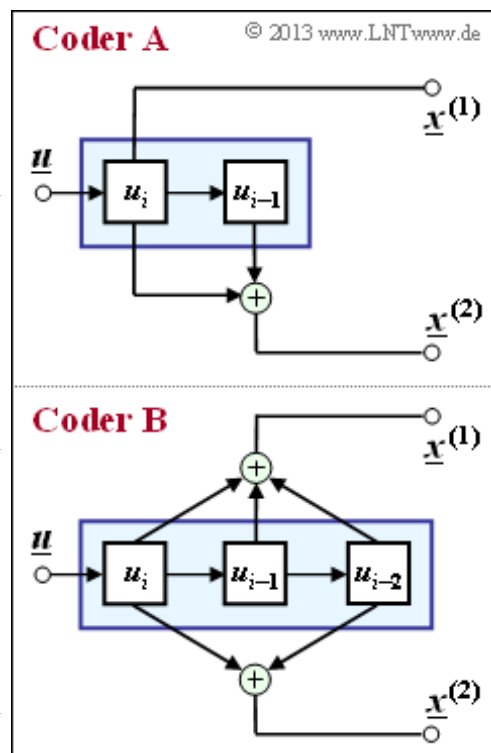 Coder A © 2013 www.LNTwww.de
x⁽¹⁾
u
uᵢ uᵢ₋₁
+
x⁽²⁾
Coder B
x⁽¹⁾
+
u
uᵢ uᵢ₋₁ uᵢ₋₂
+
x⁽²⁾